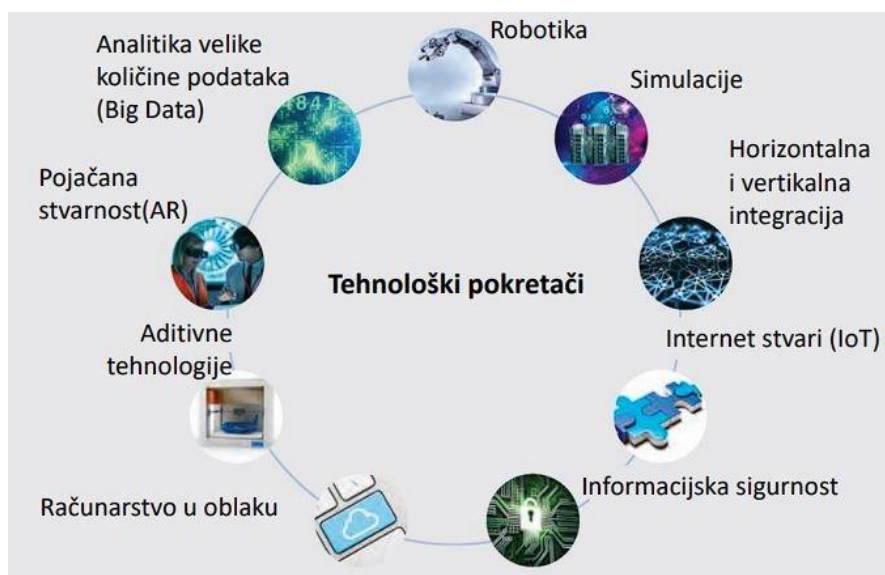 Robotika
Analitika velike
količine podataka
(Big Data)
Simulacije
Horizontalna
i vertikalna
integracija
Pojačana
stvarnost(AR)
Tehnološki pokretači
Aditivne
tehnologije
Internet stvari (IoT)
Informacijska sigurnost
Računarstvo u oblaku